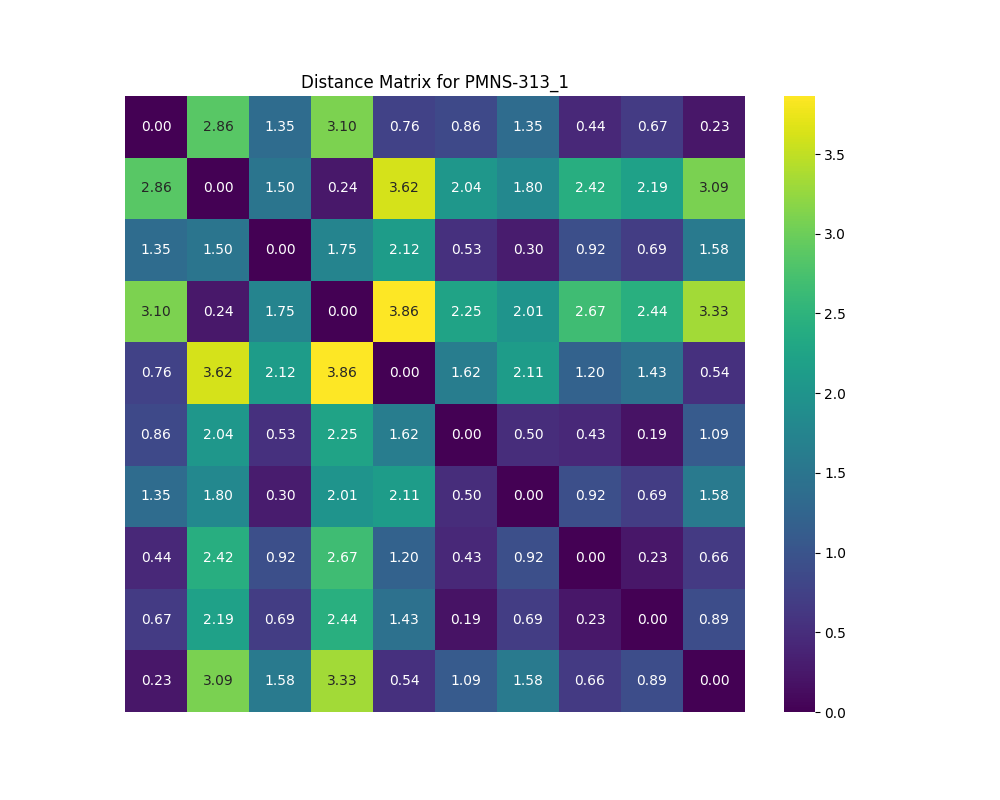 Distance Matrix for PMNS-313_1
0.00 2.86 1.35 3.10 0.76 0.86 1.35 0.44 0.67 0.23
2.86 0.00 1.50 0.24 3.62 2.04 1.80 2.42 2.19 3.09
1.35 1.50 0.00 1.75 2.12 0.53 0.30 0.92 0.69 1.58
3.10 0.24 1.75 0.00 3.86 2.25 2.01 2.67 2.44 3.33
0.76 3.62 2.12 3.86 0.00 1.62 2.11 1.20 1.43 0.54
0.86 2.04 0.53 2.25 1.62 0.00 0.50 0.43 0.19 1.09
1.35 1.80 0.30 2.01 2.11 0.50 0.00 0.92 0.69 1.58
0.44 2.42 0.92 2.67 1.20 0.43 0.92 0.00 0.23 0.66
0.67 2.19 0.69 2.44 1.43 0.19 0.69 0.23 0.00 0.89
0.23 3.09 1.58 3.33 0.54 1.09 1.58 0.66 0.89 0.00
3.5
3.0
2.5
2.0
1.5
1.0
0.5
0.0